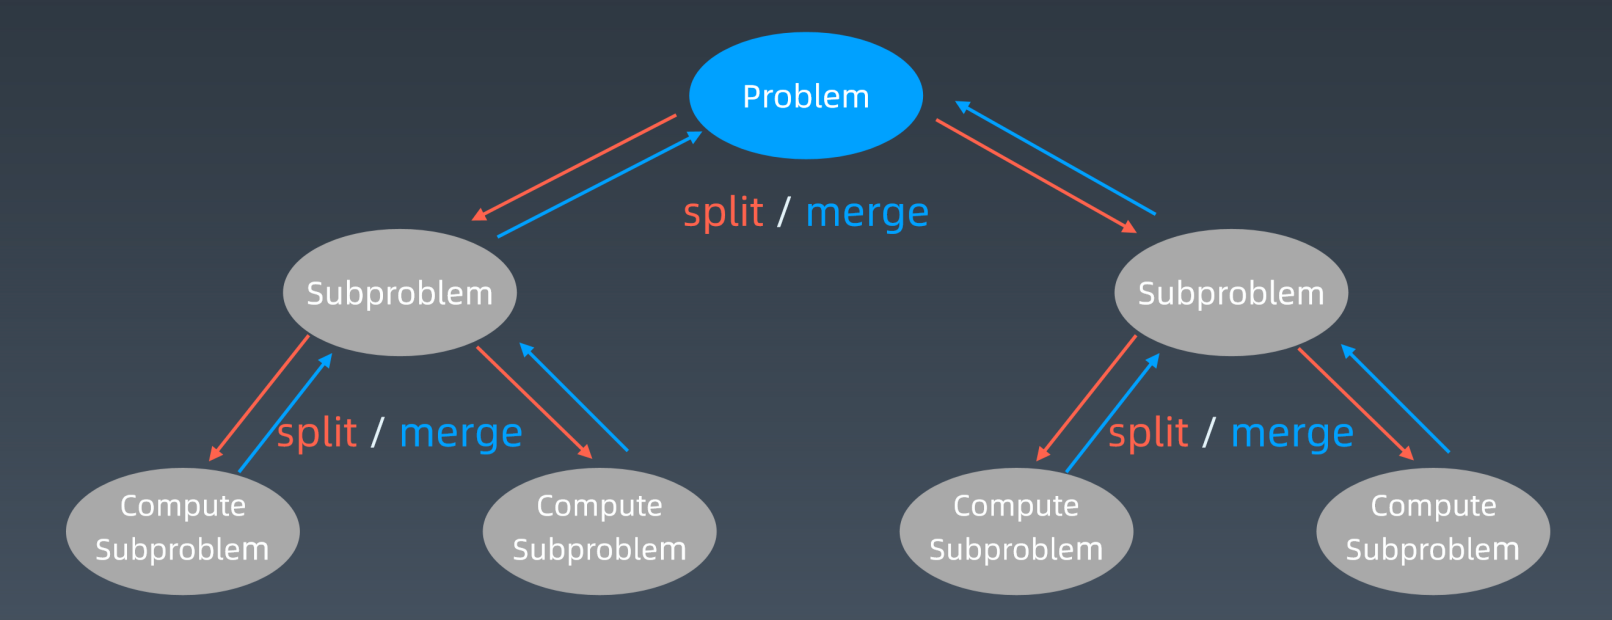 Problem
split / merge
Subproblem
Subproblem
split / merge
split / merge
Compute
Subproblem
Compute
Subproblem
Compute
Subproblem
Compute
Subproblem